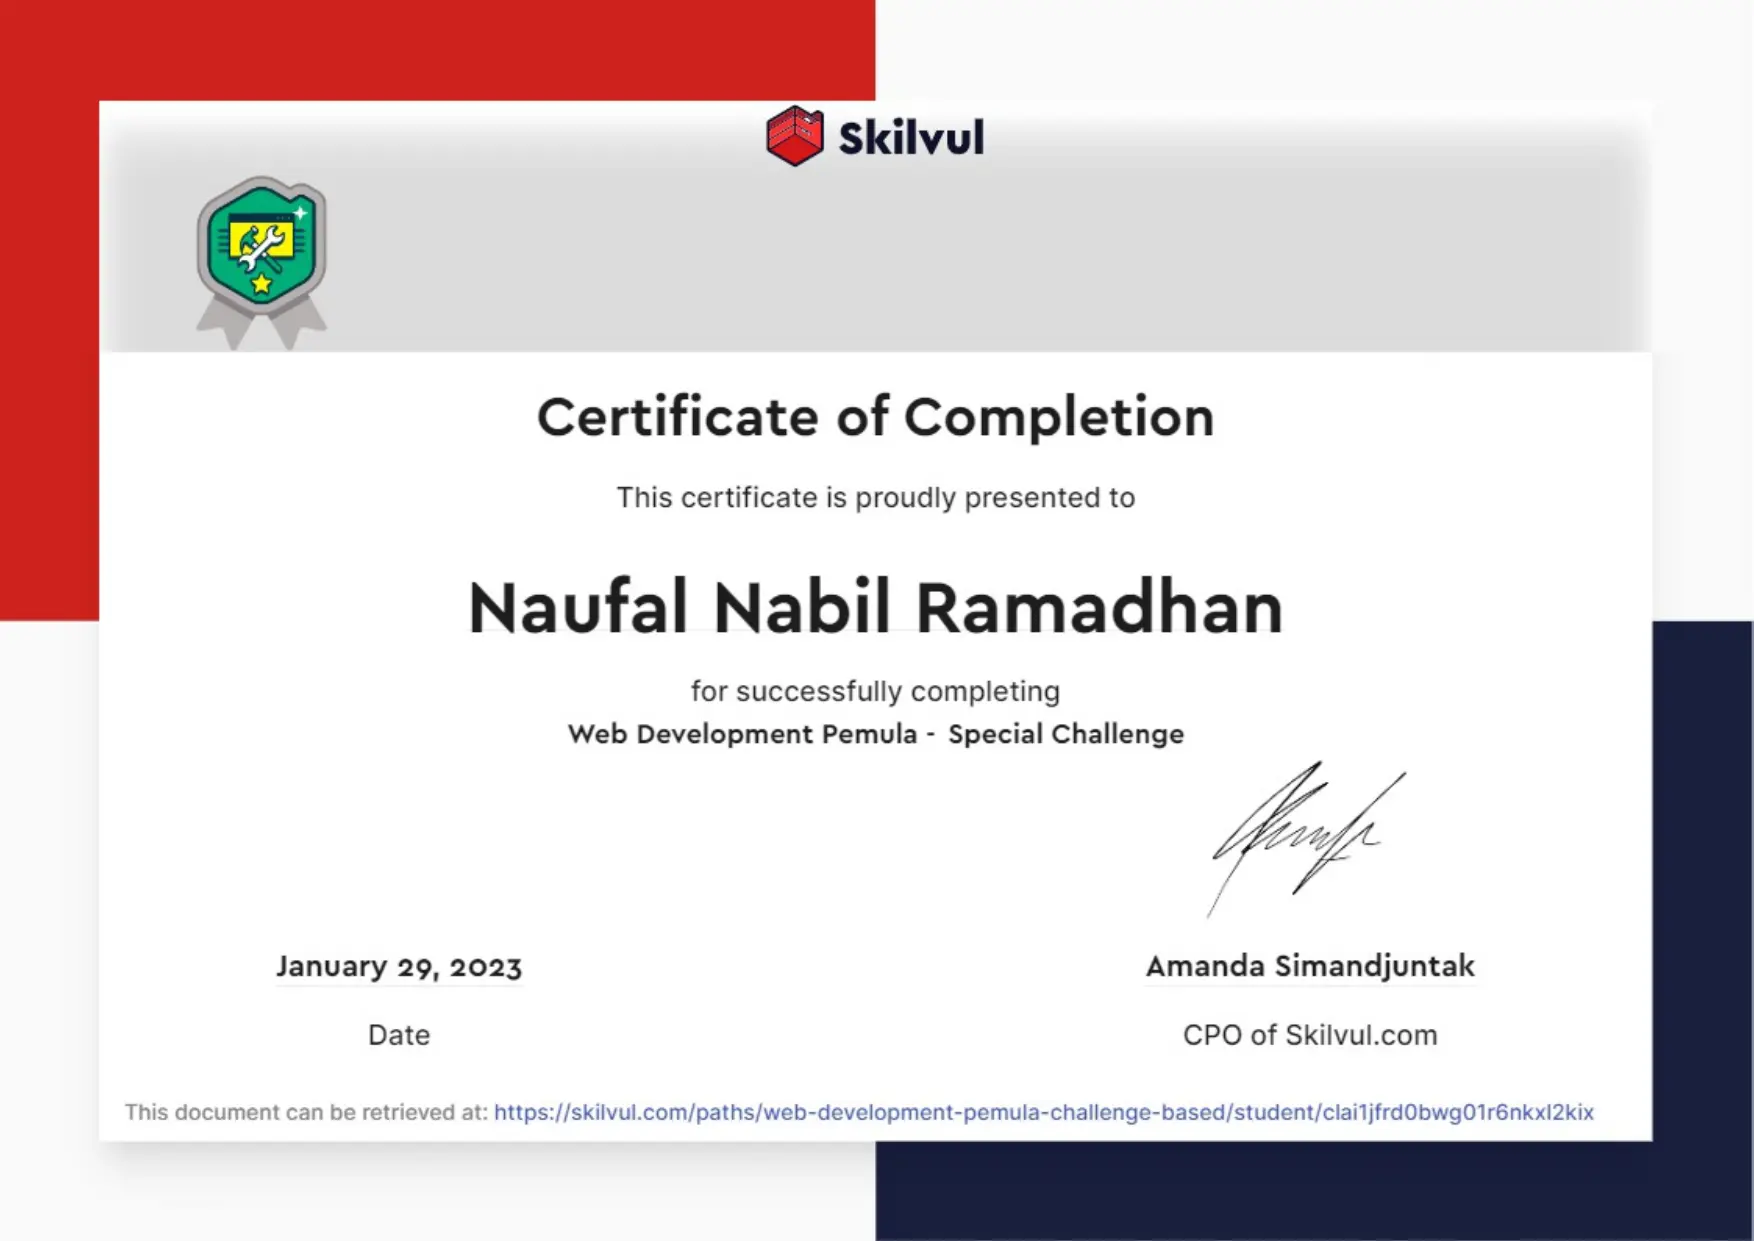 Skilvul
Certificate of Completion
This certificate is proudly presented to
Naufal Nabil Ramadhan
for successfully completing
Web Development Pemula - Special Challenge
January 29, 2023
Amanda Simandjuntak
Date
CPO of Skilvul.com
This document can be retrieved at: https://skilvul.com/paths/web-development-pemula-challenge-based/student/clai1jfrd0bwg01r6nkxl2kix